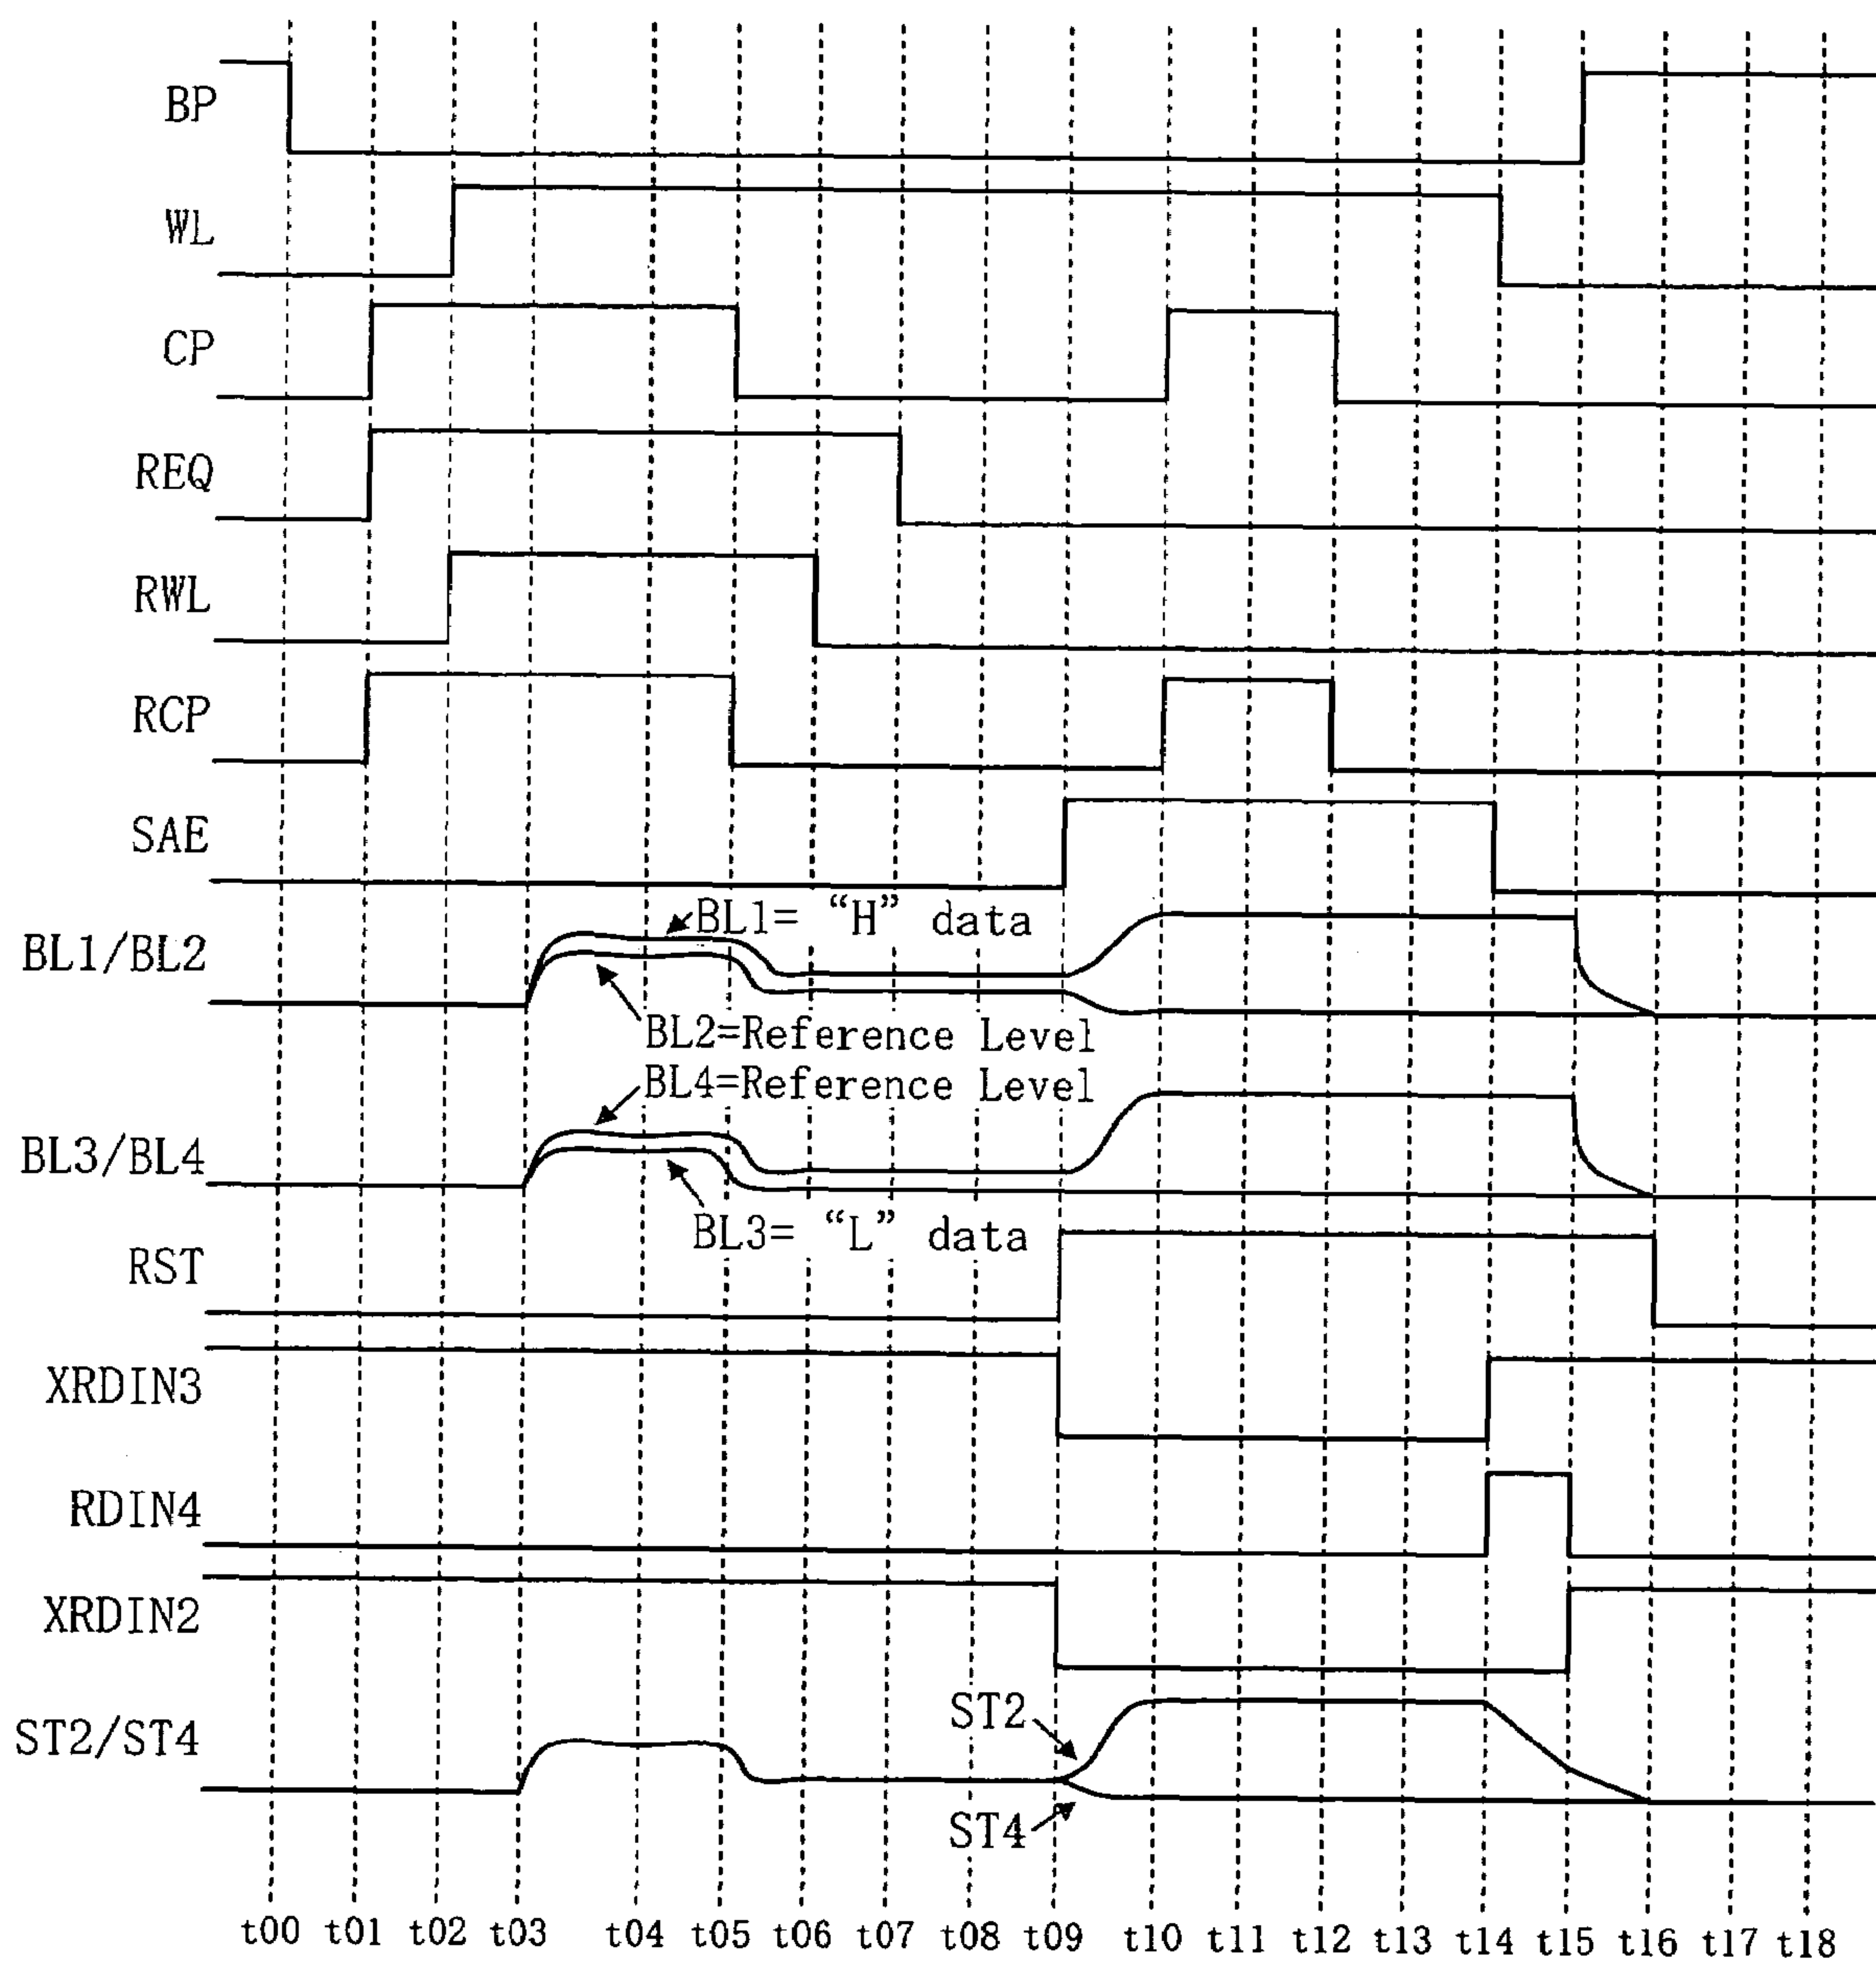 BP
WL
CP
REQ
RWL
RCP
SAE
BL1= “H” data
BL1/BL2
BL2=Reference Level
BL4=Reference Level
BL3/BL4
BL3= “L” data
RST
XRDIN3
RDIN4
XRDIN2
ST2
ST2/ST4
ST4
t00 t01 t02 t03 t04 t05 t06 t07 t08 t09 t10 t11 t12 t13 t14 t15 t16 t17 t18